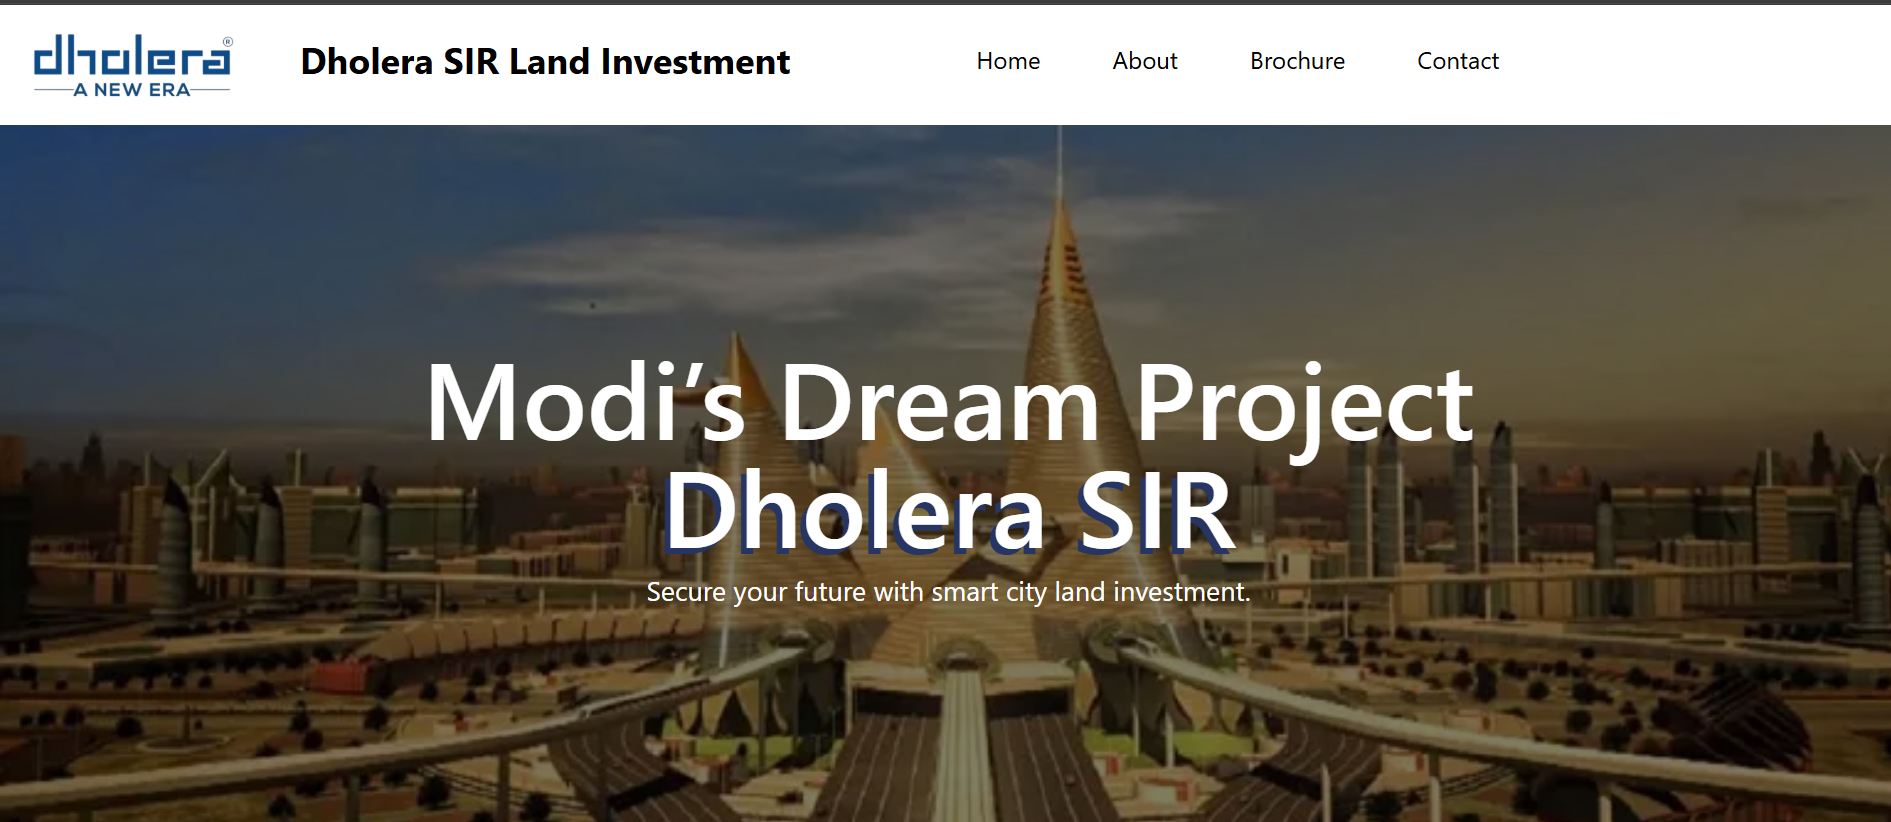 dholera®
A NEW ERA
Dholera SIR Land Investment
Home About Brochure Contact
Modi’s Dream Project
Dholera SIR
Secure your future with smart city land investment.